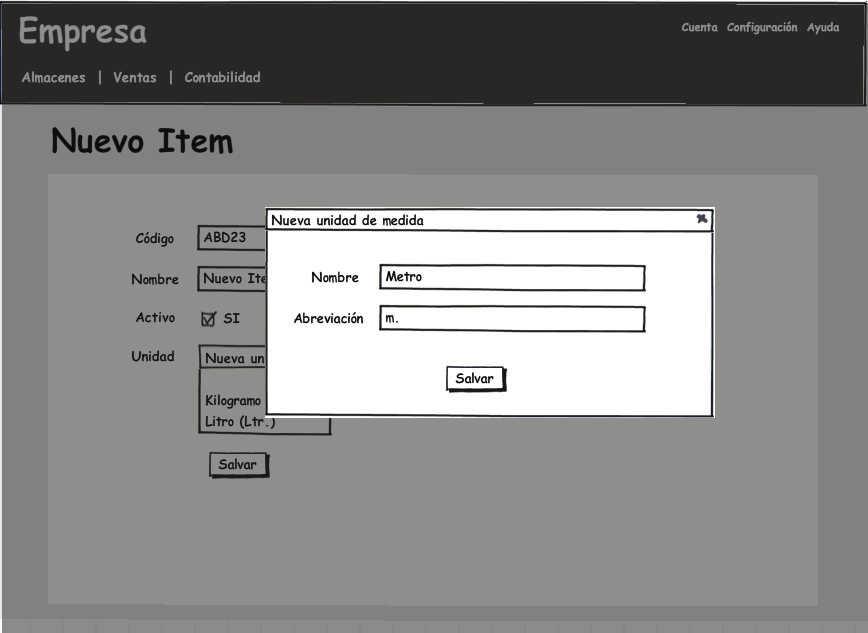 Empresa
Cuenta Configuración Ayuda
Almacenes | Ventas | Contabilidad
Nuevo Item
Nueva unidad de medida
Código ABD23
Nombre Nuevo Ite
Activo SI
Unidad Nueva un
Kilogramo
Litro (Ltr.)
Salvar
Nombre Metro
Abreviación m.
Salvar